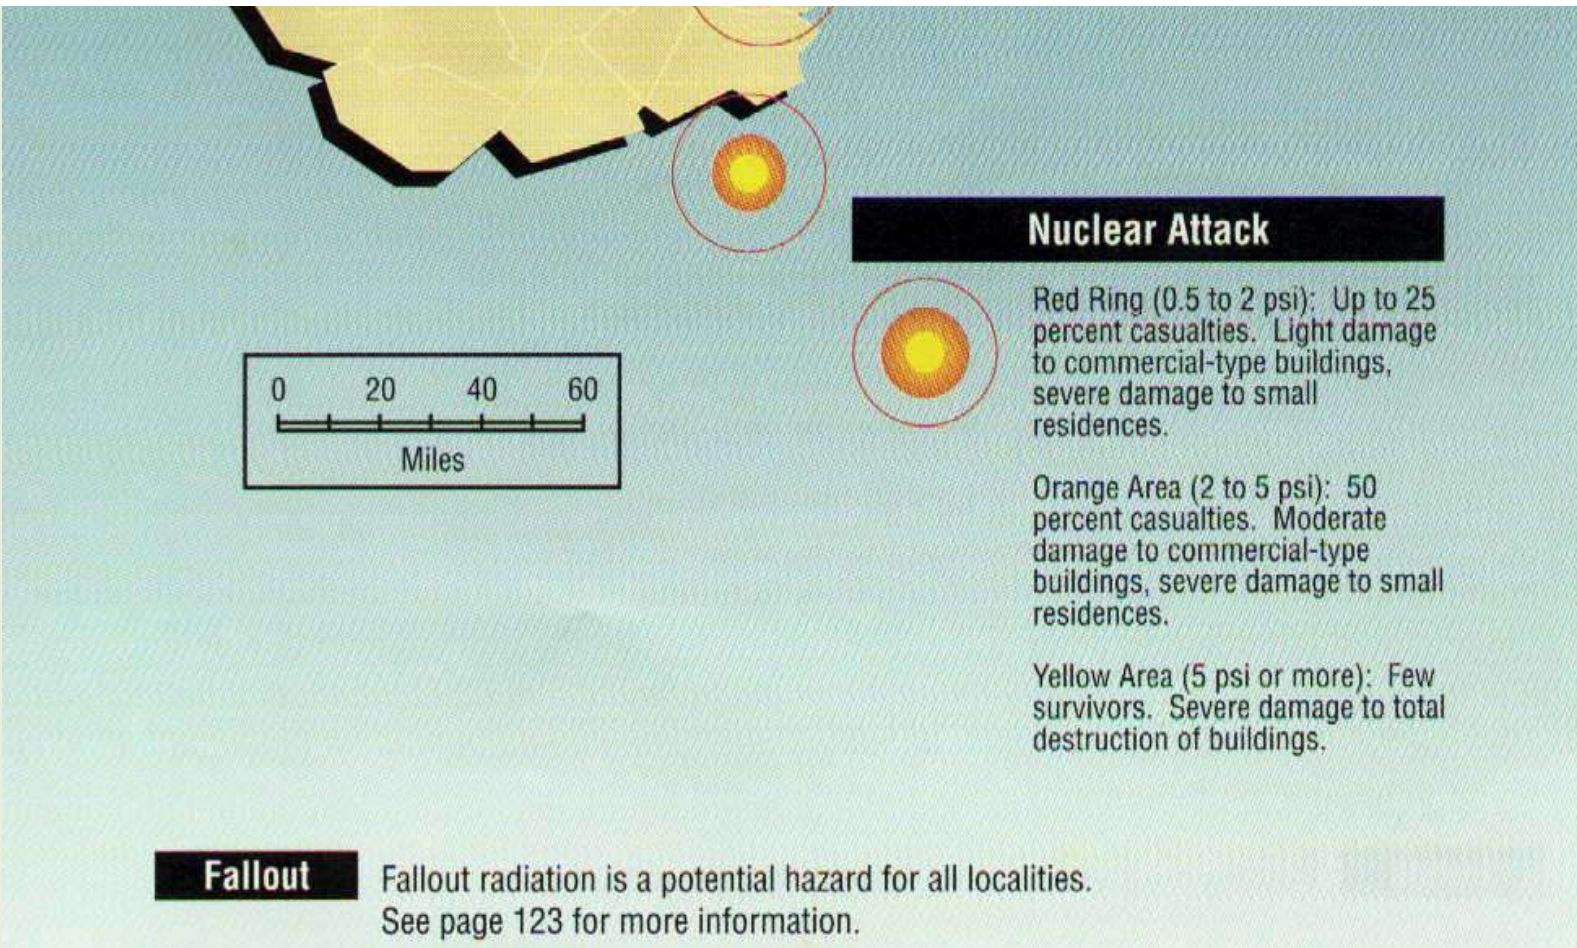 Nuclear Attack
Red Ring (0.5 to 2 psi):  Up to 25
percent casualties.  Light damage
to commercial-type buildings,
severe damage to small
residences.
0 20 40 60
Miles
Orange Area (2 to 5 psi):  50
percent casualties.  Moderate
damage to commercial-type
buildings, severe damage to small
residences.
Yellow Area (5 psi or more):  Few
survivors.  Severe damage to total
destruction of buildings.
Fallout
Fallout radiation is a potential hazard for all localities.
See page 123 for more information.